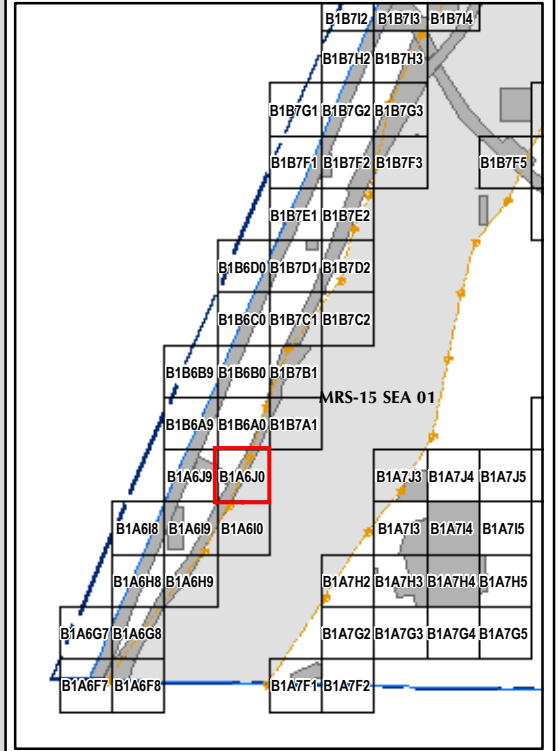 B1B7I2 B1B7I3 B1B7I4
B1B7H2 B1B7H3
B1B7G1 B1B7G2 B1B7G3
B1B7F1 B1B7F2 B1B7F3 B1B7F5
B1B7E1 B1B7E2
B1B6D0 B1B7D1 B1B7D2
B1B6C0 B1B7C1 B1B7C2
B1B6B9 B1B6B0 B1B7B1
MRS-15 SEA 01
B1B6A9 B1B6A0 B1B7A1
B1A6J9 B1A6J0 B1A7J3 B1A7J4 B1A7J5
B1A6I8 B1A6I9 B1A6I0 B1A7I3 B1A7I4 B1A7I5
B1A6H8 B1A6H9 B1A7H2 B1A7H3 B1A7H4 B1A7H5
B1A6G7 B1A6G8 B1A7G2 B1A7G3 B1A7G4 B1A7G5
B1A6F7 B1A6F8 B1A7F1 B1A7F2